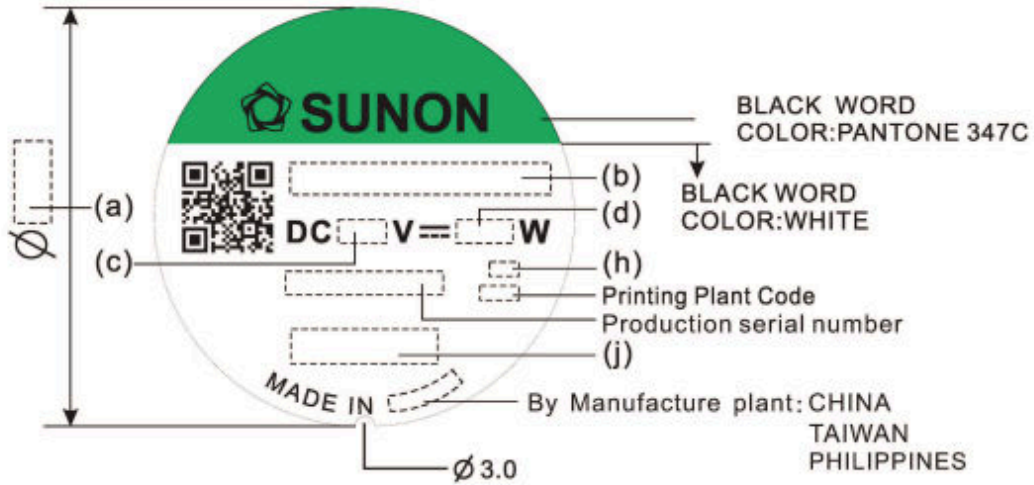 SUNON
BLACK WORD
COLOR:PANTONE 347C
BLACK WORD
COLOR:WHITE
(a)
Ø
(b)
(d)
DC V W
(c)
(h)
Printing Plant Code
Production serial number
(j)
MADE IN
By Manufacture plant: CHINA
TAIWAN
PHILIPPINES
Ø 3.0